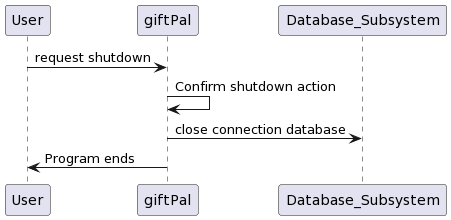 User giftPal Database_Subsystem
request shutdown
Confirm shutdown action
close connection database
Program ends
User giftPal Database_Subsystem